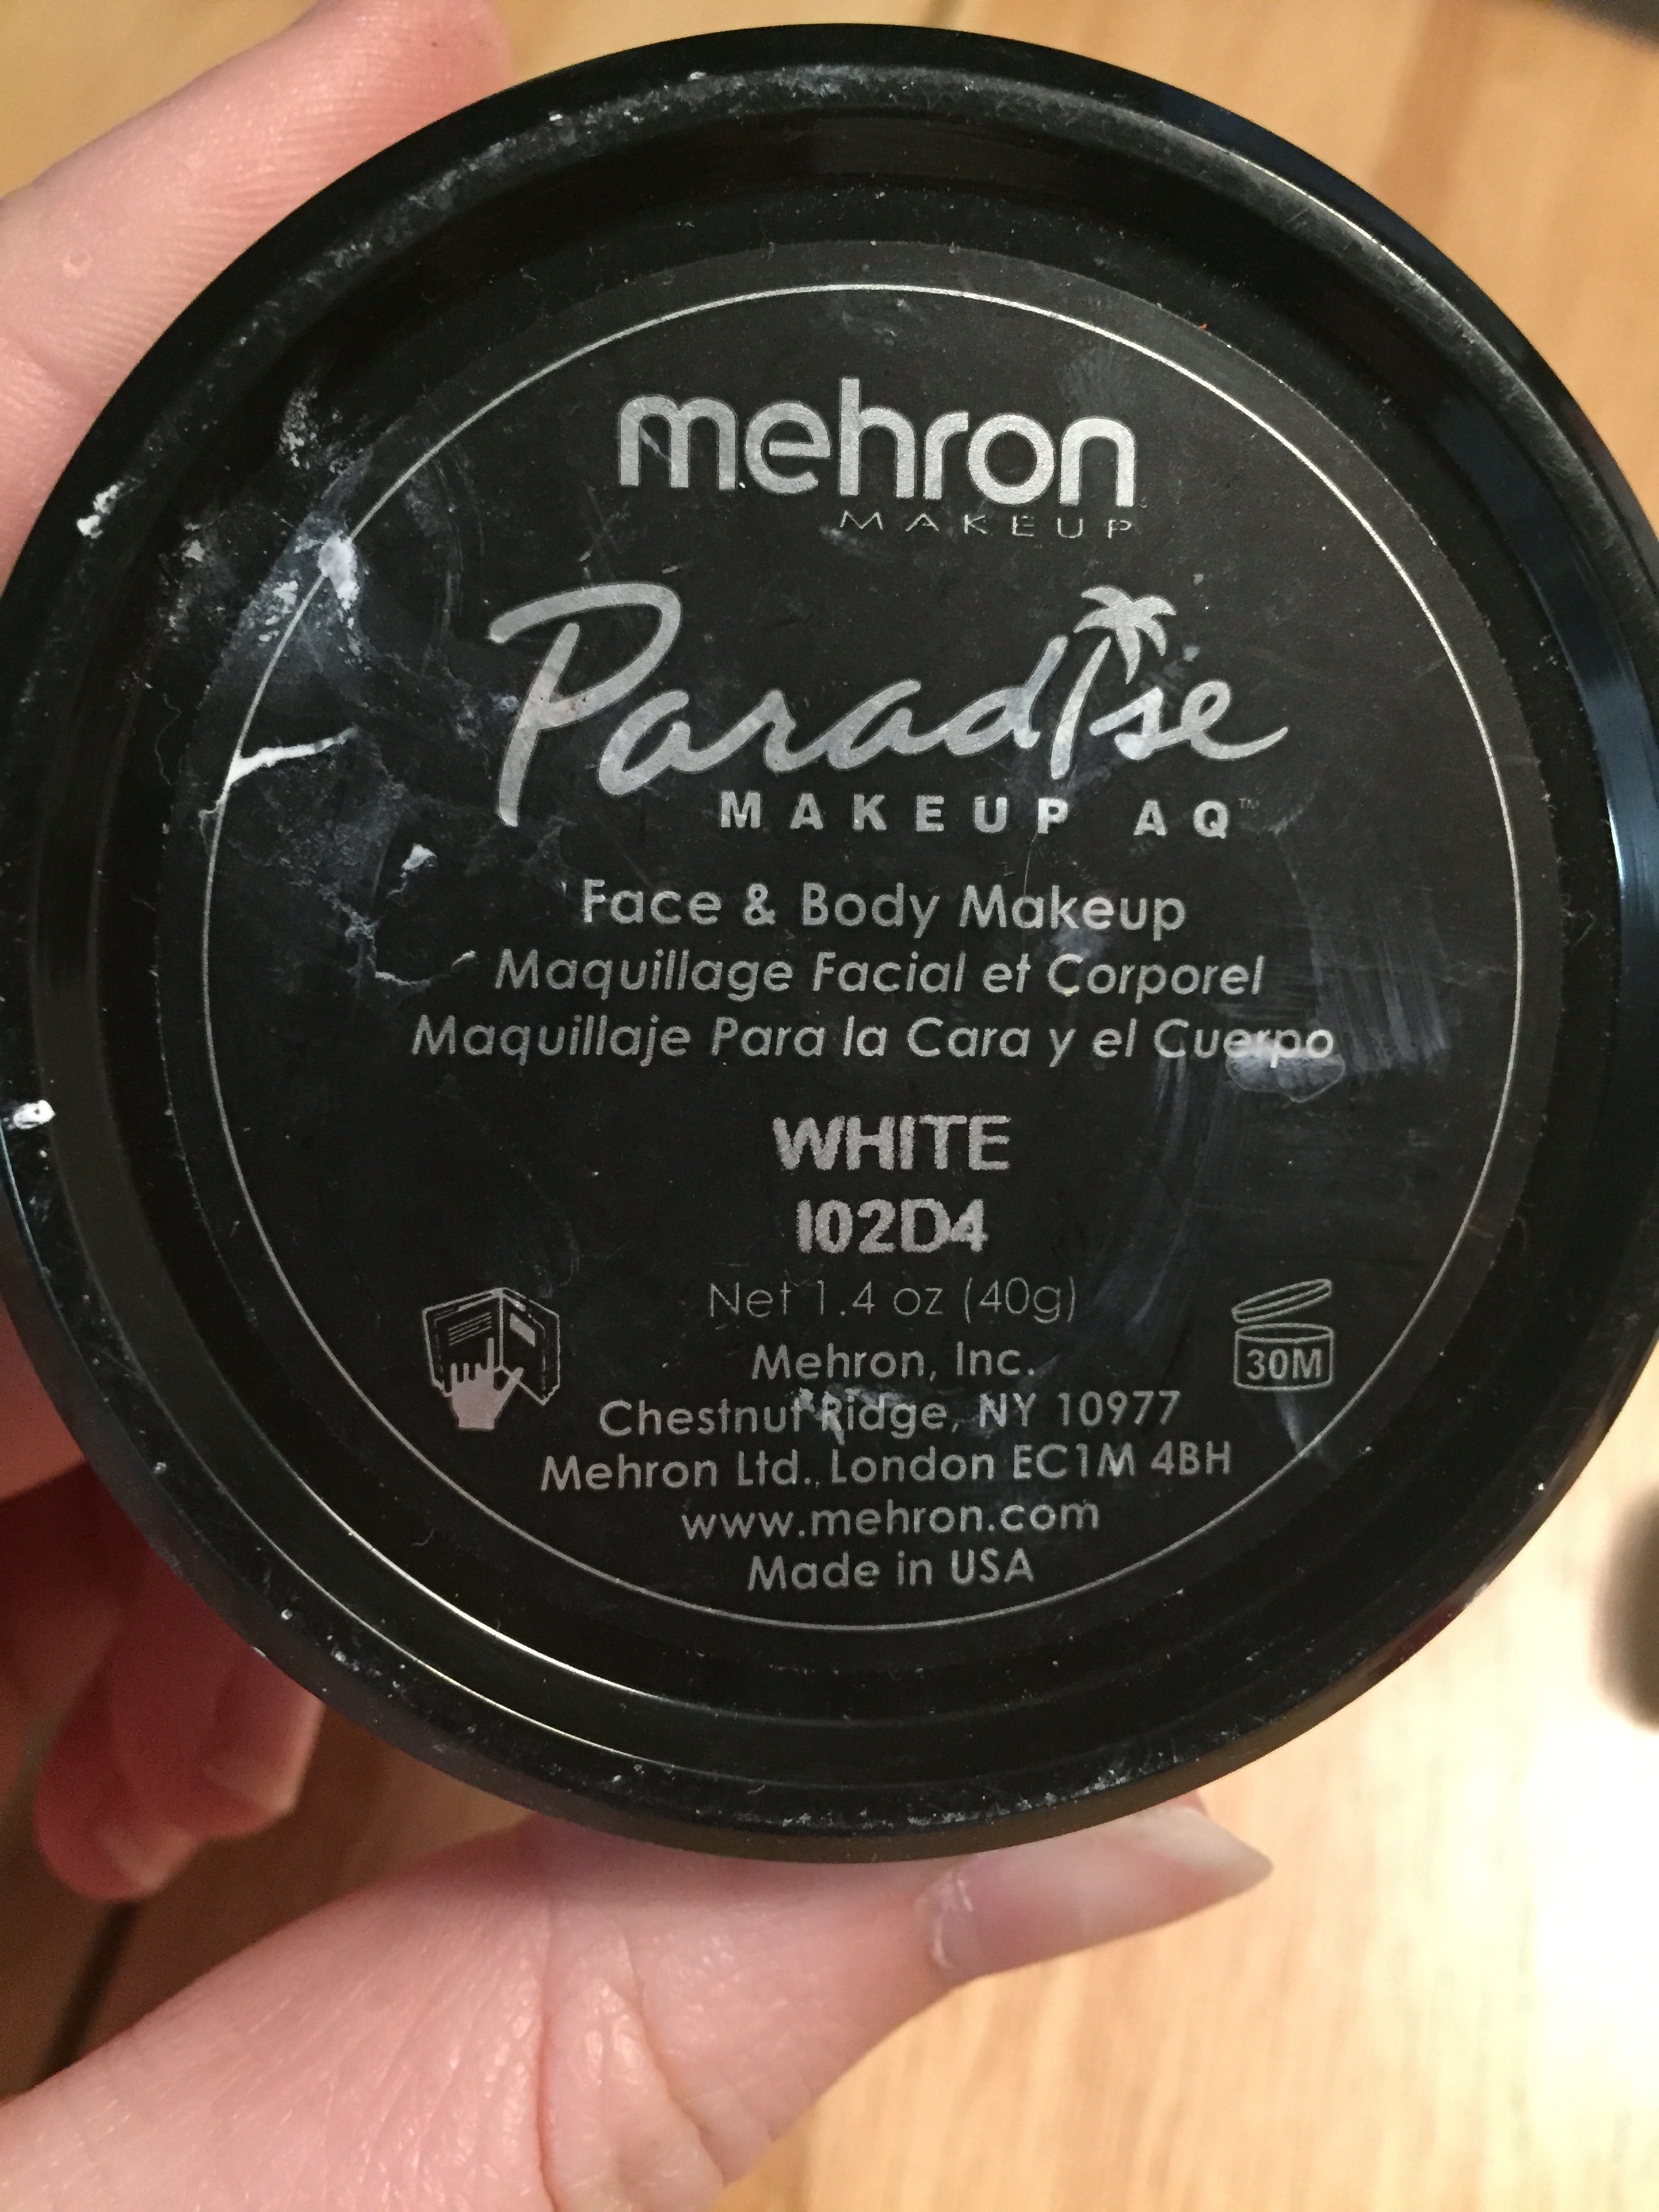 mehron
MAKEUP
Paradise
MAKEUP AQ™
Face & Body Makeup
Maquillage Facial et Corporel
Maquillaje Para la Cara y el Cuerpo
WHITE
I02D4
Net 1.4 oz (40g)
30M
Mehron, Inc.
Chestnut Ridge, NY 10977
Mehron Ltd., London EC1M 4BH
www.mehron.com
Made in USA